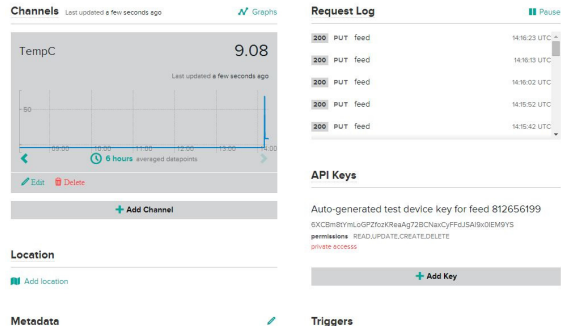 Channels Last updated a few seconds ago Graphs
TempC 9.08
Last updated a few seconds ago
80
09:00 10:00 11:00 12:00 13:00 14:00
6 hours averaged datapoints
Edit Delete
Add Channel
Location
Add location
Metadata
Request Log Pause
200 PUT feed 14:16:23 UTC
200 PUT feed 14:16:13 UTC
200 PUT feed 14:16:02 UTC
200 PUT feed 14:15:52 UTC
200 PUT feed 14:15:42 UTC
API Keys
Auto-generated test device key for feed 812656199
6XCBm8tYmLoGPZfozKReaAg72BCNaxCyFFdJSAI9x0IEM9YS
permissions READ,UPDATE,CREATE,DELETE
private accesss
Add Key
Triggers